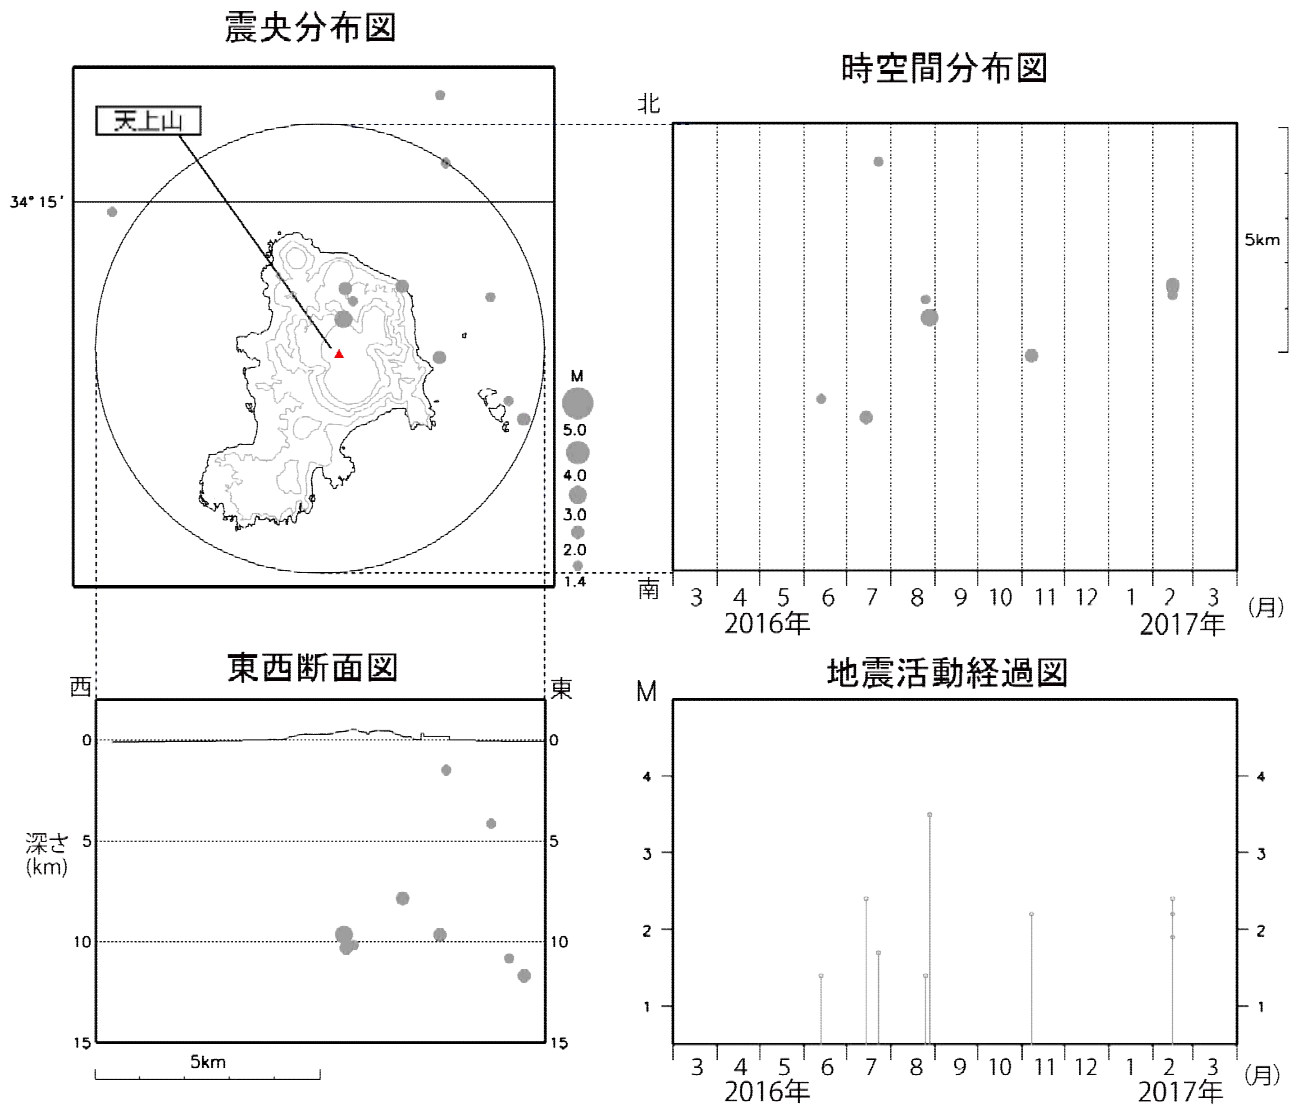 震央分布図
天上山
34° 15'
M
5.0
4.0
3.0
2.0
1.4
時空間分布図
北
南
5km
3 4 5 6 7 8 9 10 11 12 1 2 3 (月)
2016年 2017年
東西断面図
西 東
0 0
深さ
(km)
5 5
10 10
15 15
5km
地震活動経過図
M
4 4
3 3
2 2
1 1
3 4 5 6 7 8 9 10 11 12 1 2 3 (月)
2016年 2017年